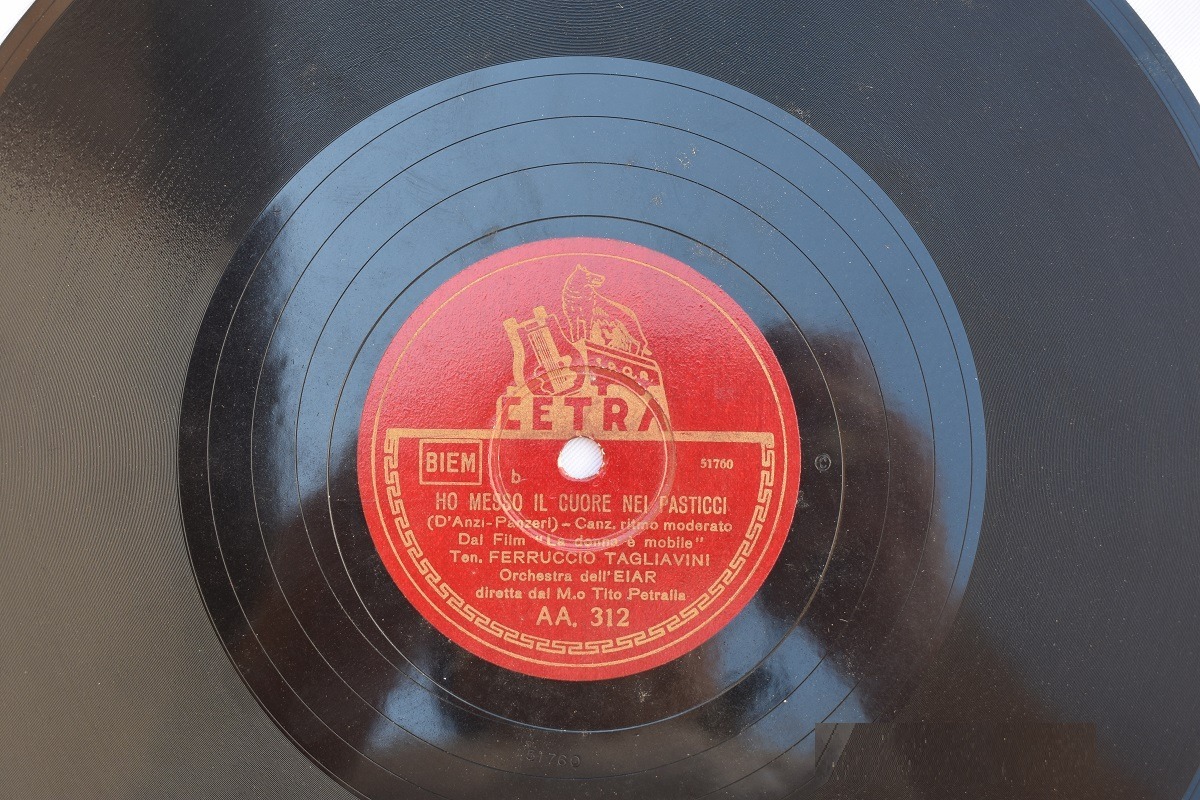 CETRA
BIEM
b
51760
HO MESSO IL CUORE NEI PASTICCI
(D'Anzi-Panzeri) - Canz. ritmo moderato
Dal Film "La donna è mobile"
Ten. FERRUCCIO TAGLIAVINI
Orchestra dell'EIAR
diretta dal M.o Tito Petralia
AA. 312
51760